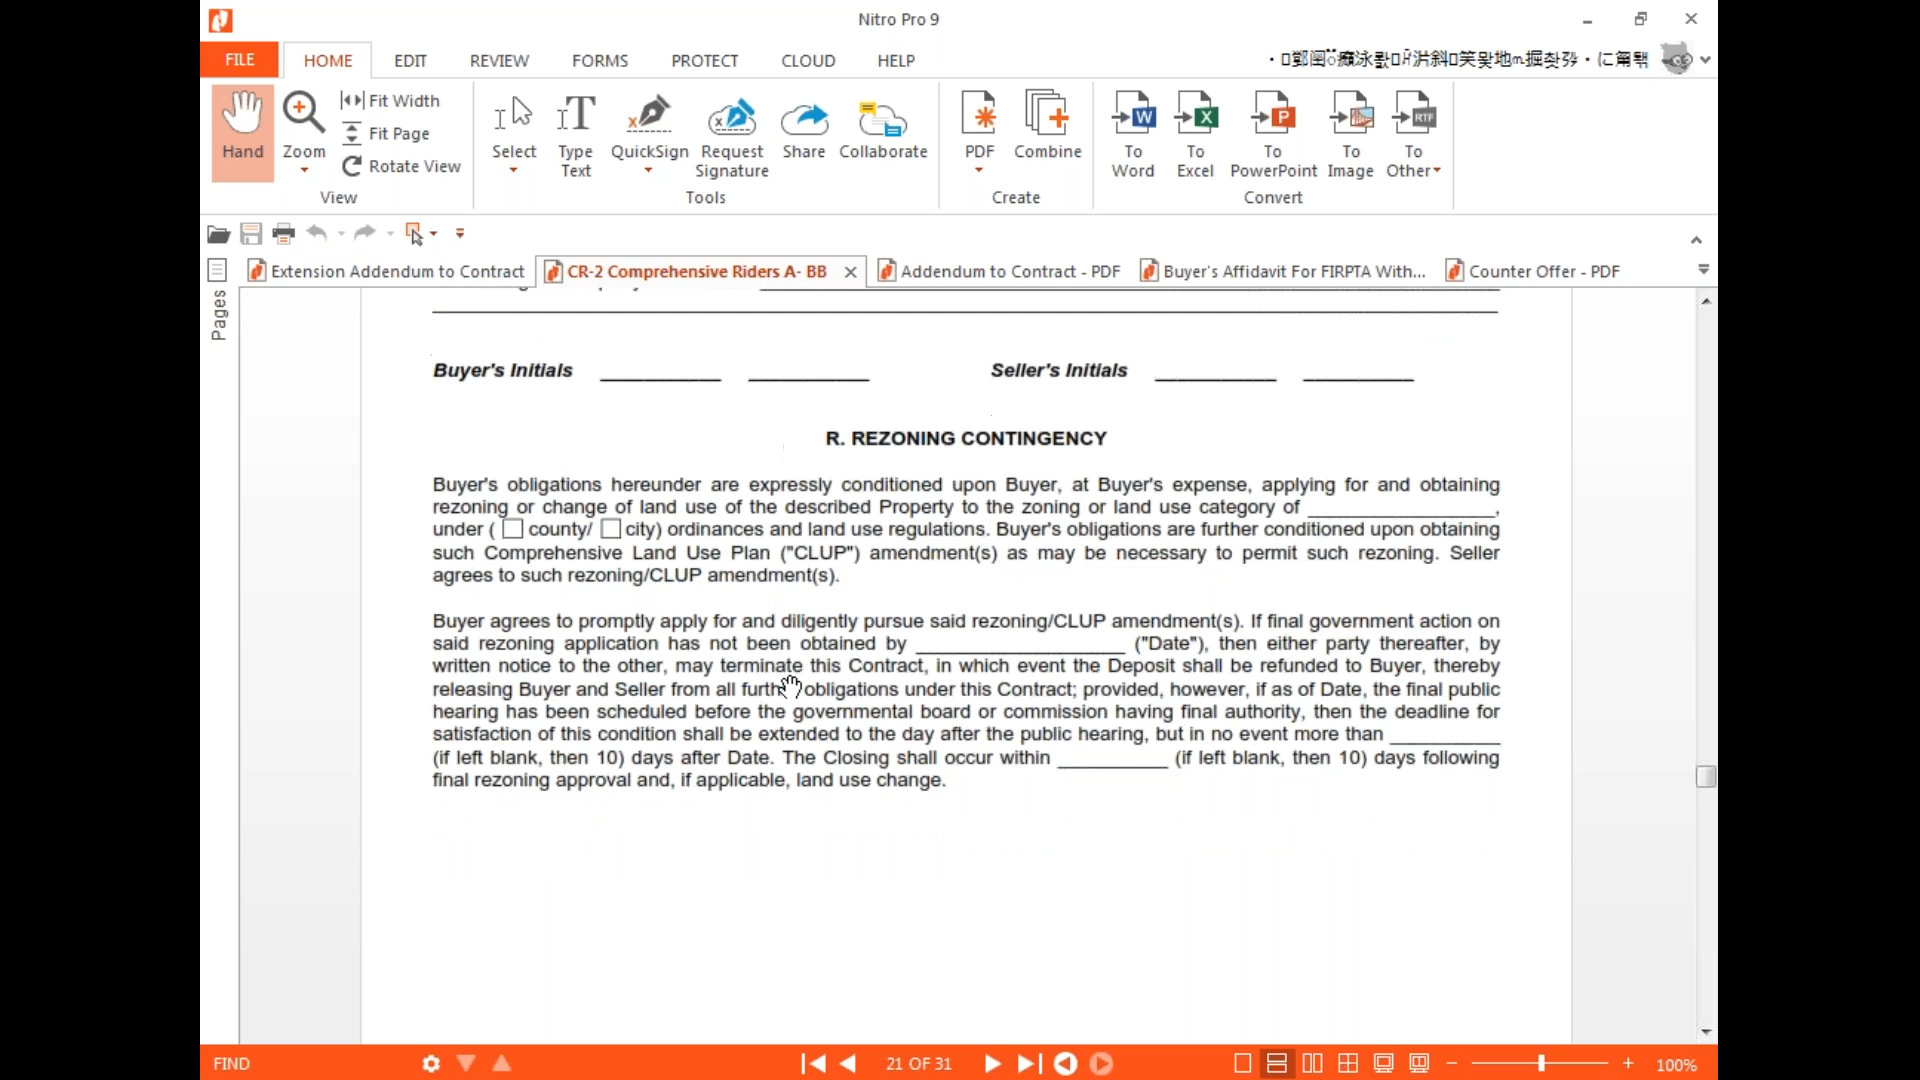 Nitro Pro 9
FILE HOME EDIT REVIEW FORMS PROTECT CLOUD HELP
Hand
Zoom
Fit Width
Fit Page
Rotate View
View
Select
Type Text
QuickSign
Request Signature
Share
Collaborate
Tools
PDF
Combine
Create
To Word
To Excel
To PowerPoint
To Image
To Other
Convert
Extension Addendum to Contract
CR-2 Comprehensive Riders A- BB
Addendum to Contract - PDF
Buyer's Affidavit For FIRPTA With...
Counter Offer - PDF
Pages
Buyer's Initials ___________ ___________ Seller's Initials ___________ __________
R. REZONING CONTINGENCY
Buyer's obligations hereunder are expressly conditioned upon Buyer, at Buyer's expense, applying for and obtaining
rezoning or change of land use of the described Property to the zoning or land use category of _________________,
under ( county/ city) ordinances and land use regulations. Buyer's obligations are further conditioned upon obtaining
such Comprehensive Land Use Plan ("CLUP") amendment(s) as may be necessary to permit such rezoning. Seller
agrees to such rezoning/CLUP amendment(s).
Buyer agrees to promptly apply for and diligently pursue said rezoning/CLUP amendment(s). If final government action on
said rezoning application has not been obtained by ___________________ ("Date"), then either party thereafter, by
written notice to the other, may terminate this Contract, in which event the Deposit shall be refunded to Buyer, thereby
releasing Buyer and Seller from all further obligations under this Contract; provided, however, if as of Date, the final public
hearing has been scheduled before the governmental board or commission having final authority, then the deadline for
satisfaction of this condition shall be extended to the day after the public hearing, but in no event more than __________
(if left blank, then 10) days after Date. The Closing shall occur within __________ (if left blank, then 10) days following
final rezoning approval and, if applicable, land use change.
FIND
21 OF 31
100%